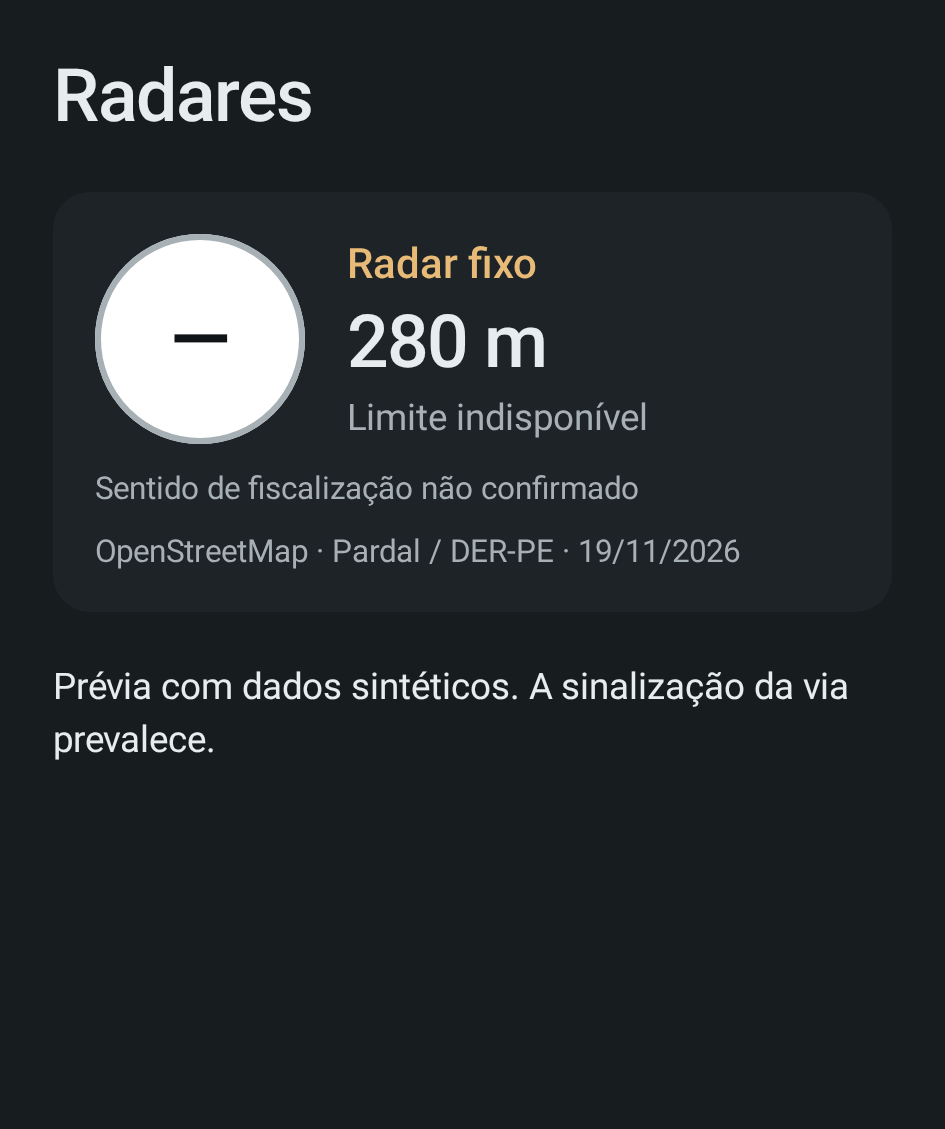 Radares
—
Radar fixo
280 m
Limite indisponível
Sentido de fiscalização não confirmado
OpenStreetMap · Pardal / DER-PE · 19/11/2026
Prévia com dados sintéticos. A sinalização da via
prevalece.